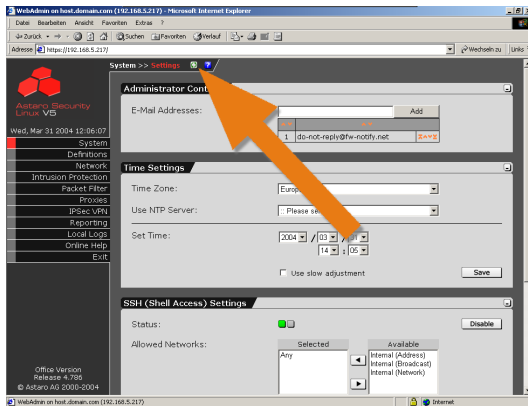 WebAdmin on host.domain.com (192.168.5.217) - Microsoft Internet Explorer
Datei Bearbeiten Ansicht Favoriten Extras ?
Zurück Suchen Favoriten Verlauf
Adresse https://192.168.5.217/ Wechseln zu Links
System >> Settings ?
Astaro Security
Linux V5
Wed, Mar 31 2004 12:06:07
System
Definitions
Network
Intrusion Protection
Packet Filter
Proxies
IPSec VPN
Reporting
Local Logs
Online Help
Exit
Office Version
Release 4.786
© Astaro AG 2000-2004
Administrator
E-Mail Addresses: Add
1 do-not-reply@fw-notify.net
Time Settings
Time Zone:
Use NTP Server: :: Please
Set Time: 2004 / 03 /
14 : 05
Use slow adjustment Save
SSH (Shell Access) Settings
Status: Disable
Allowed Networks: Selected Available
Any
Internal (Address)
Internal (Broadcast)
Internal (Network)
WebAdmin on host.domain.com (192.168.5.217) Internet